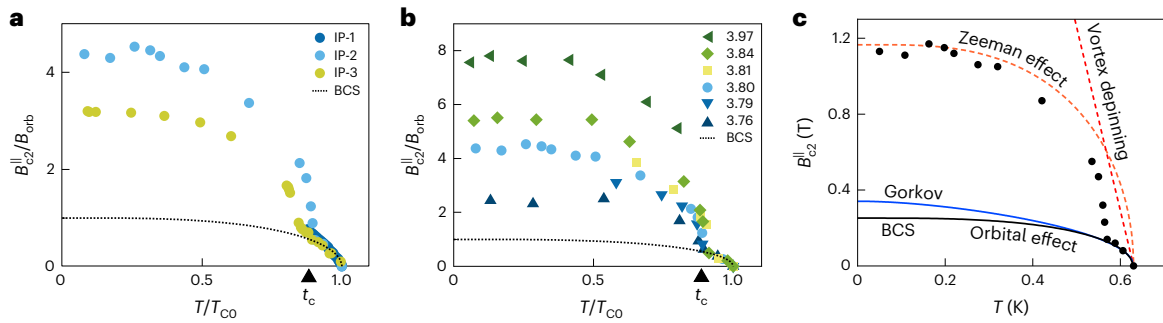 a
B||c2/Borb
4
2
0
0
0.5
1.0
tc
T/TC0
IP-1
IP-2
IP-3
BCS
b
B||c2/Borb
8
6
4
2
0
0
0.5
1.0
tc
T/TC0
3.97
3.84
3.81
3.80
3.79
3.76
BCS
c
B||c2 (T)
1.2
0.8
0.4
0
0
0.2
0.4
0.6
T (K)
Zeeman effect
Vortex depinning
Gorkov
BCS
Orbital effect